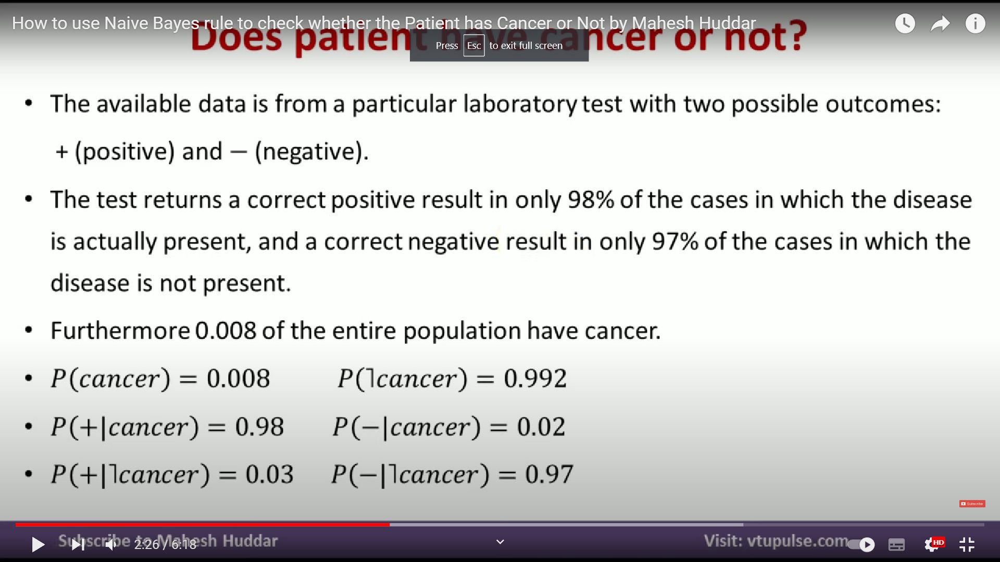 How to use Naive Bayes rule to check whether the Patient has Cancer or Not by Mahesh Huddar
Does patient have cancer or not?
Press Esc to exit full screen
• The available data is from a particular laboratory test with two possible outcomes:
+ (positive) and — (negative).
• The test returns a correct positive result in only 98% of the cases in which the disease
is actually present, and a correct negative result in only 97% of the cases in which the
disease is not present.
• Furthermore 0.008 of the entire population have cancer.
• P(cancer) = 0.008 P(˥cancer) = 0.992
• P(+|cancer) = 0.98 P(−|cancer) = 0.02
• P(+|˥cancer) = 0.03 P(−|˥cancer) = 0.97
Subscribe
Subscribe to Mahesh Huddar
2:26 / 6:18
Visit: vtupulse.com
HD